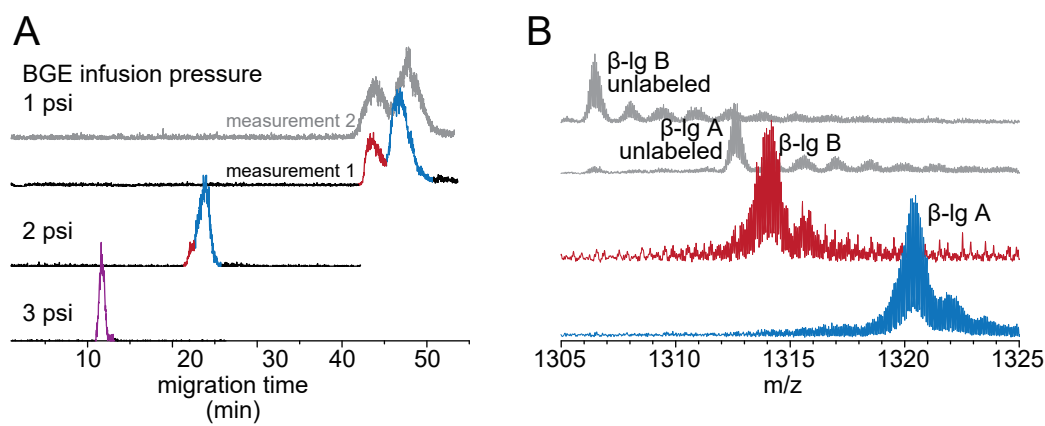 A
BGE infusion pressure
1 psi
measurement 2
measurement 1
2 psi
3 psi
10 20 30 40 50
migration time
(min)
B
β-lg B
unlabeled
β-lg A
unlabeled
β-lg B
β-lg A
1305 1310 1315 1320 1325
m/z